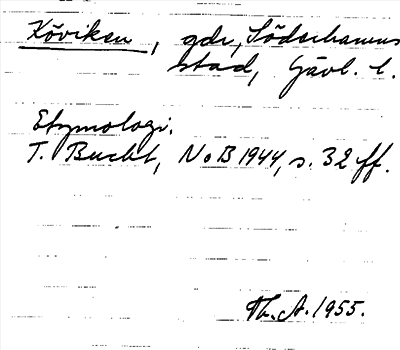 Köviken, gdr, Söderhamns
stad, Gävl. l.
Etymologi.
T. Bucht, NoB 1944, s. 32 ff.
Th. A. 1955.